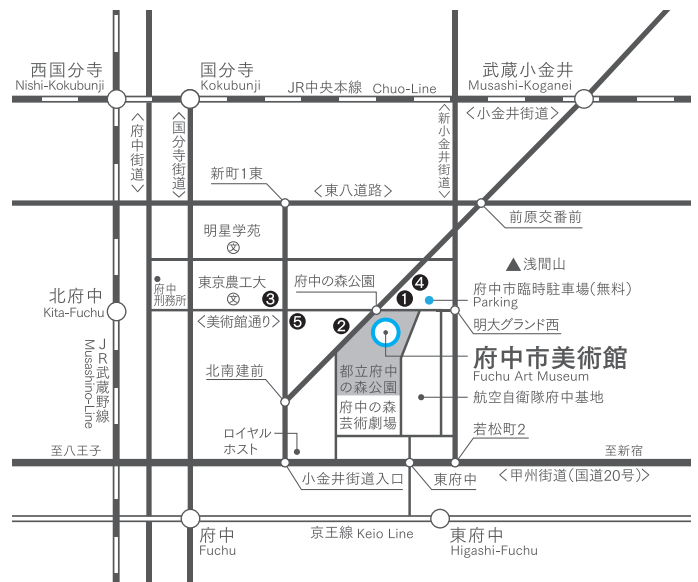 西国分寺
Nishi-Kokubunji
国分寺
Kokubunji
JR中央本線 Chuo-Line
武蔵小金井
Musashi-Koganei
〈小金井街道〉
〈府中街道〉
〈国分寺街道〉
〈新小金井街道〉
新町1東
〈東八道路〉
前原交番前
明星学苑
文
▲浅間山
府中刑務所
東京農工大
文
❸
府中の森公園
❹
❶
府中市臨時駐車場(無料)
Parking
北府中
Kita-Fuchu
〈美術館通り〉
❺
❷
明大グランド西
JR武蔵野線
Musashino-Line
府中市美術館
Fuchu Art Museum
北南建前
都立府中
の森公園
航空自衛隊府中基地
府中の森
芸術劇場
ロイヤル
ホスト
若松町2
至八王子
至新宿
小金井街道入口
東府中
〈甲州街道(国道20号)〉
府中
Fuchu
京王線 Keio Line
東府中
Higashi-Fuchu